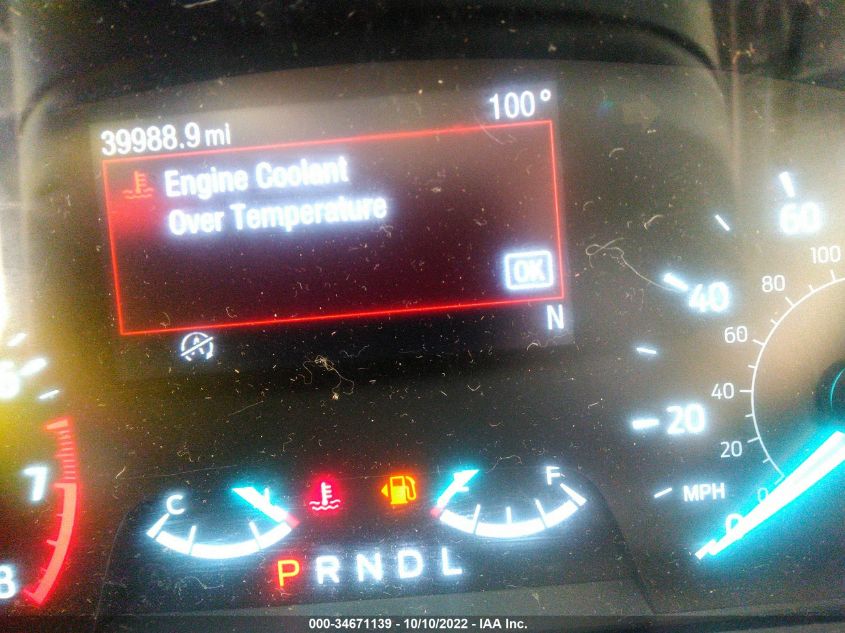 39988.9 mi 100°
Engine Coolant
Over Temperature
OK
N
A
60
100
80
40
60
40
20
20
MPH
0
0
6
7
8
C
F
P R N D L
000-34671139 - 10/10/2022 - IAA Inc.